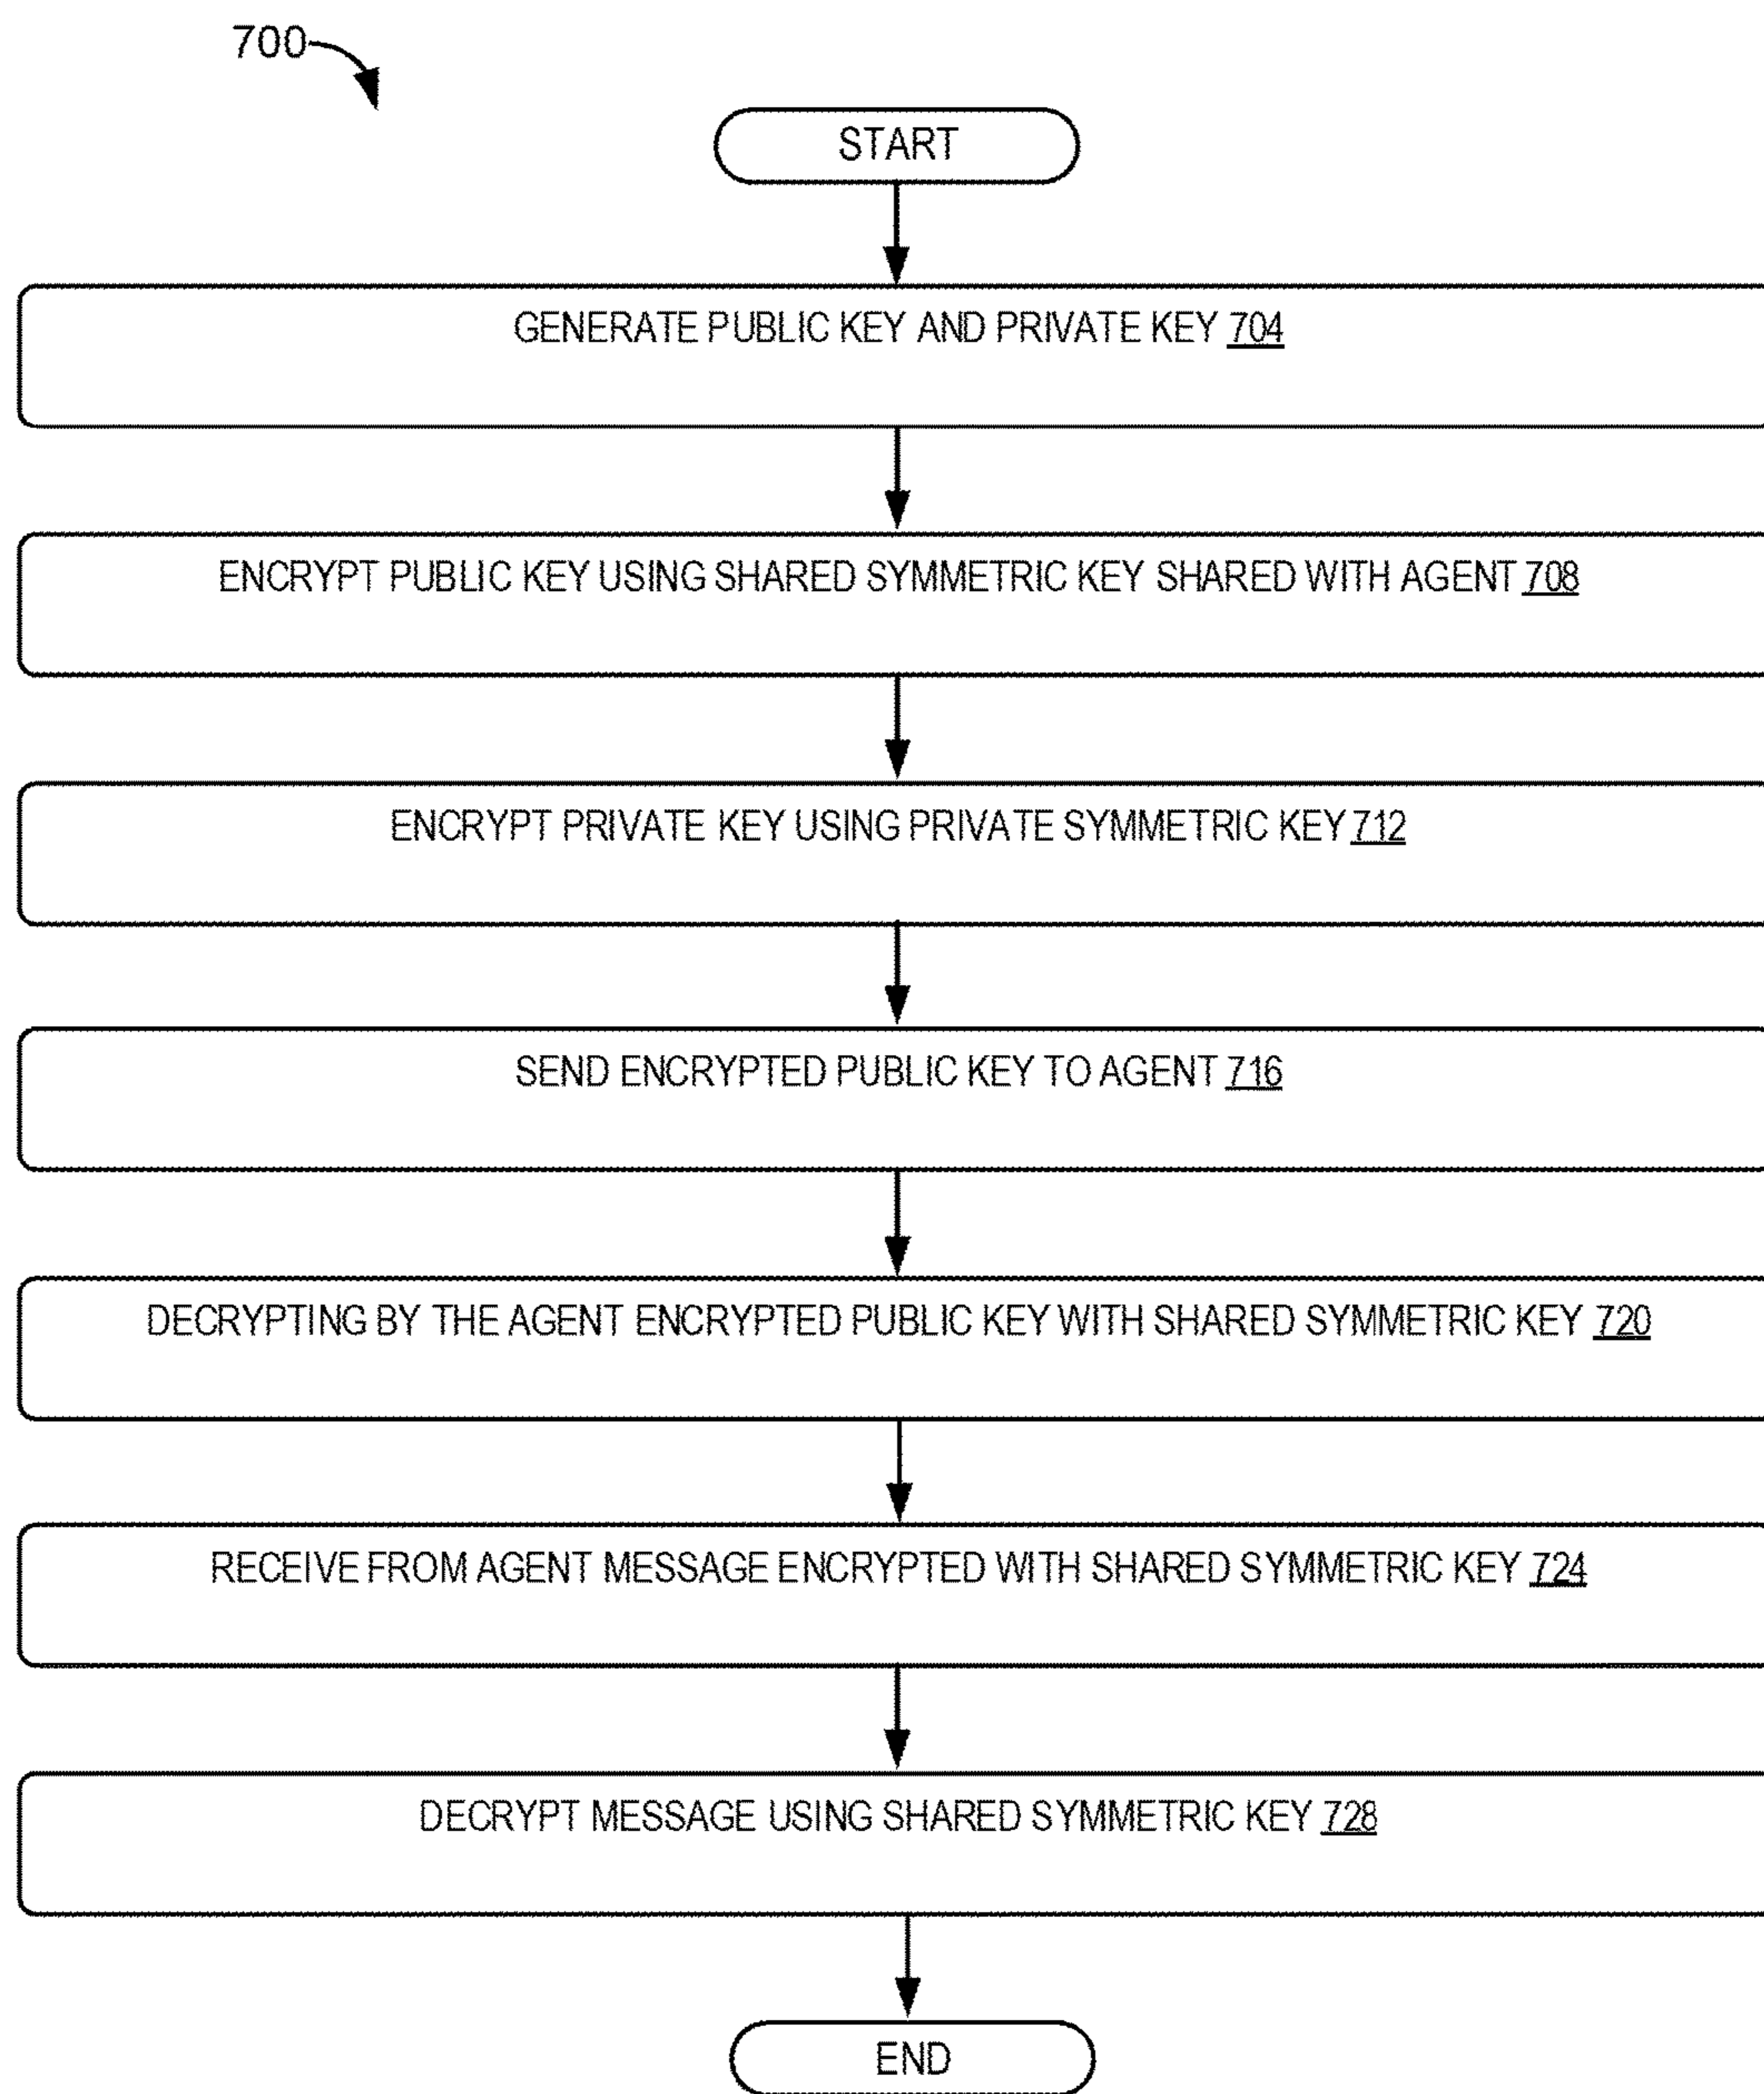 700
START
GENERATE PUBLIC KEY AND PRIVATE KEY 704
ENCRYPT PUBLIC KEY USING SHARED SYMMETRIC KEY SHARED WITH AGENT 708
ENCRYPT PRIVATE KEY USING PRIVATE SYMMETRIC KEY 712
SEND ENCRYPTED PUBLIC KEY TO AGENT 716
DECRYPTING BY THE AGENT ENCRYPTED PUBLIC KEY WITH SHARED SYMMETRIC KEY 720
RECEIVE FROM AGENT MESSAGE ENCRYPTED WITH SHARED SYMMETRIC KEY 724
DECRYPT MESSAGE USING SHARED SYMMETRIC KEY 728
END